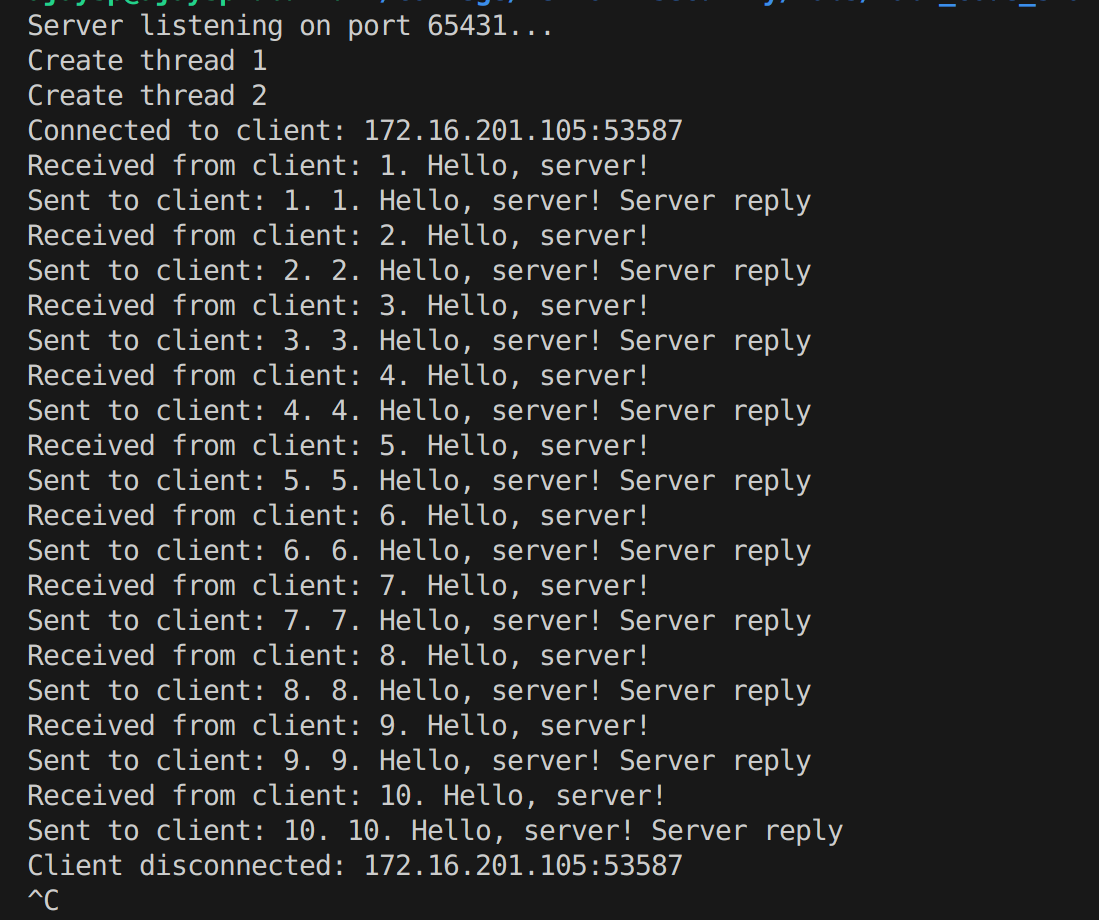 Server listening on port 65431...
Create thread 1
Create thread 2
Connected to client: 172.16.201.105:53587
Received from client: 1. Hello, server!
Sent to client: 1. 1. Hello, server! Server reply
Received from client: 2. Hello, server!
Sent to client: 2. 2. Hello, server! Server reply
Received from client: 3. Hello, server!
Sent to client: 3. 3. Hello, server! Server reply
Received from client: 4. Hello, server!
Sent to client: 4. 4. Hello, server! Server reply
Received from client: 5. Hello, server!
Sent to client: 5. 5. Hello, server! Server reply
Received from client: 6. Hello, server!
Sent to client: 6. 6. Hello, server! Server reply
Received from client: 7. Hello, server!
Sent to client: 7. 7. Hello, server! Server reply
Received from client: 8. Hello, server!
Sent to client: 8. 8. Hello, server! Server reply
Received from client: 9. Hello, server!
Sent to client: 9. 9. Hello, server! Server reply
Received from client: 10. Hello, server!
Sent to client: 10. 10. Hello, server! Server reply
Client disconnected: 172.16.201.105:53587
^C